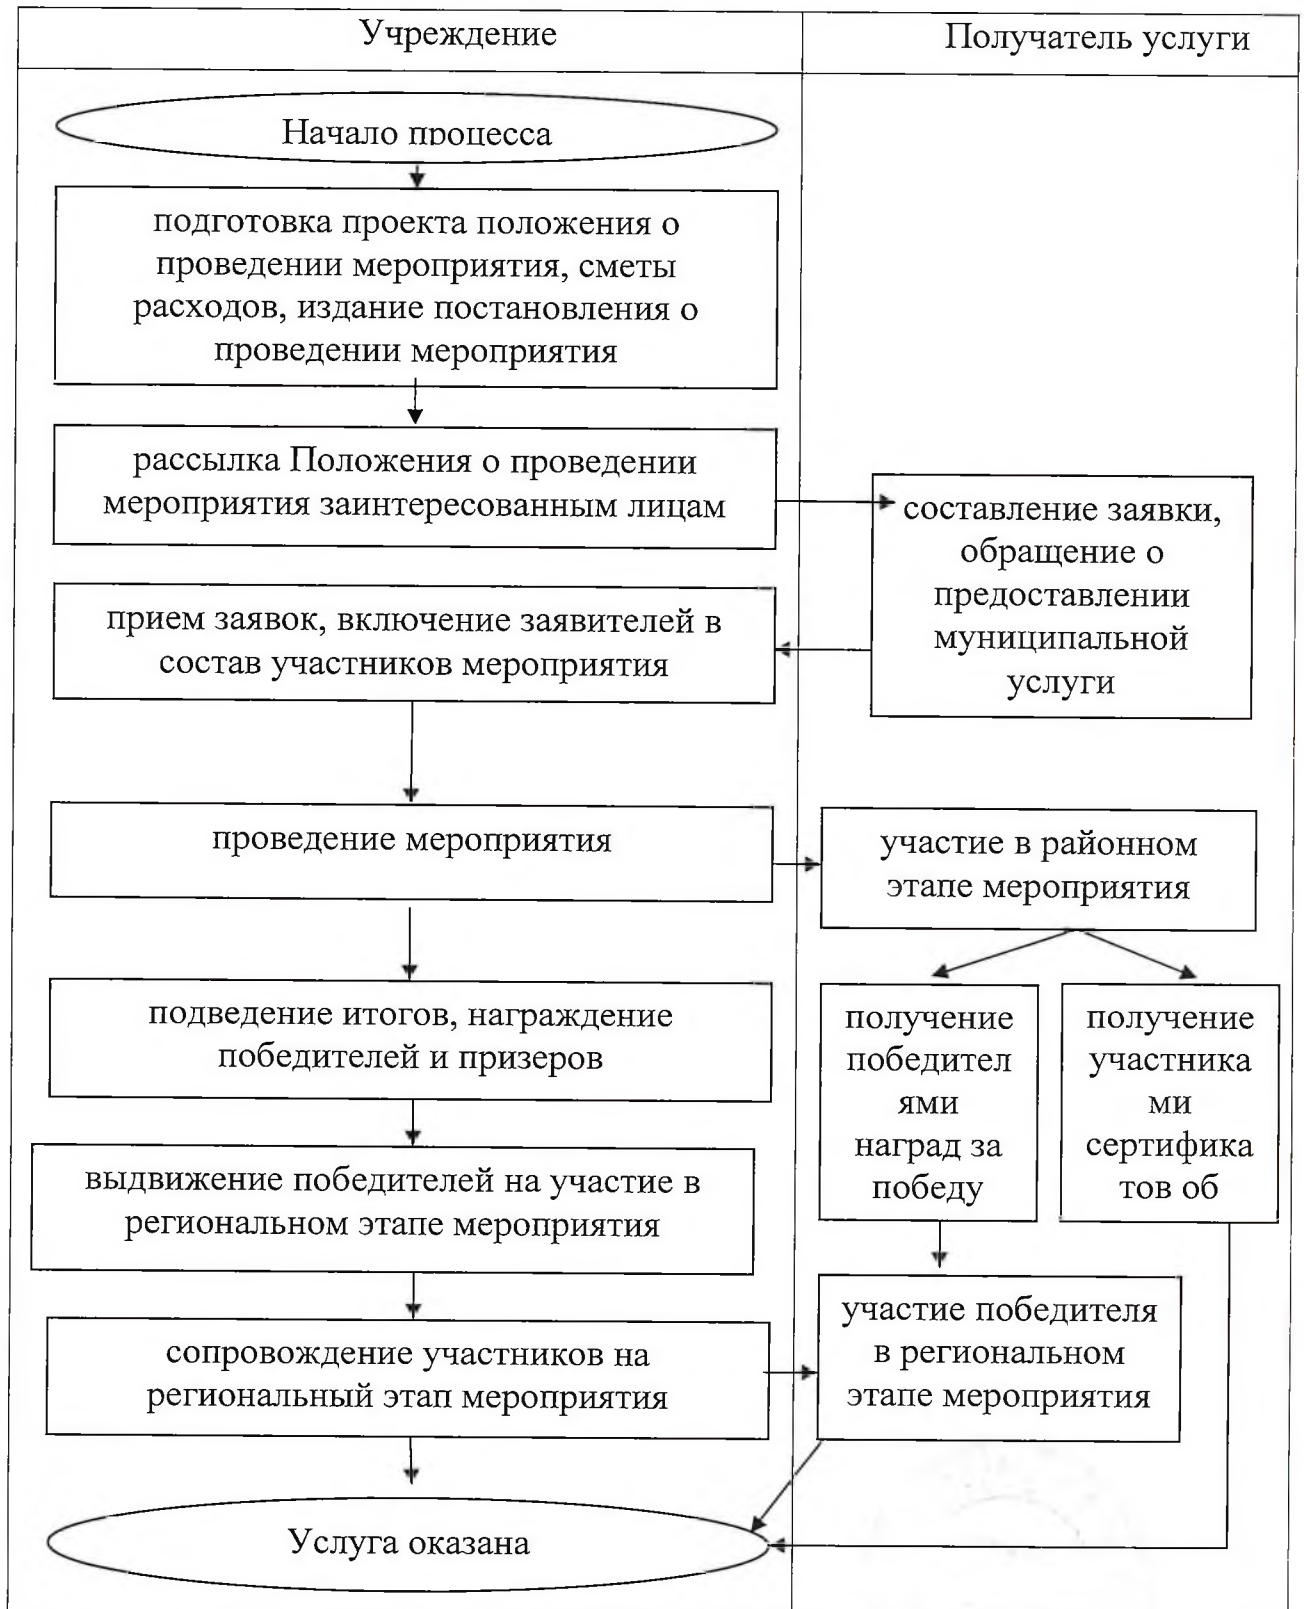 Учреждение
Получатель услуги
Начало процесса
подготовка проекта положения о
проведении мероприятия, сметы
расходов, издание постановления о
проведении мероприятия
рассылка Положения о проведении
мероприятия заинтересованным лицам
составление заявки,
обращение о
предоставлении
муниципальной
услуги
прием заявок, включение заявителей в
состав участников мероприятия
проведение мероприятия
участие в районном
этапе мероприятия
подведение итогов, награждение
победителей и призеров
получение
победител
ями
наград за
победу
получение
участника
ми
сертифика
тов об
выдвижение победителей на участие в
региональном этапе мероприятия
сопровождение участников на
региональный этап мероприятия
участие победителя
в региональном
этапе мероприятия
Услуга оказана